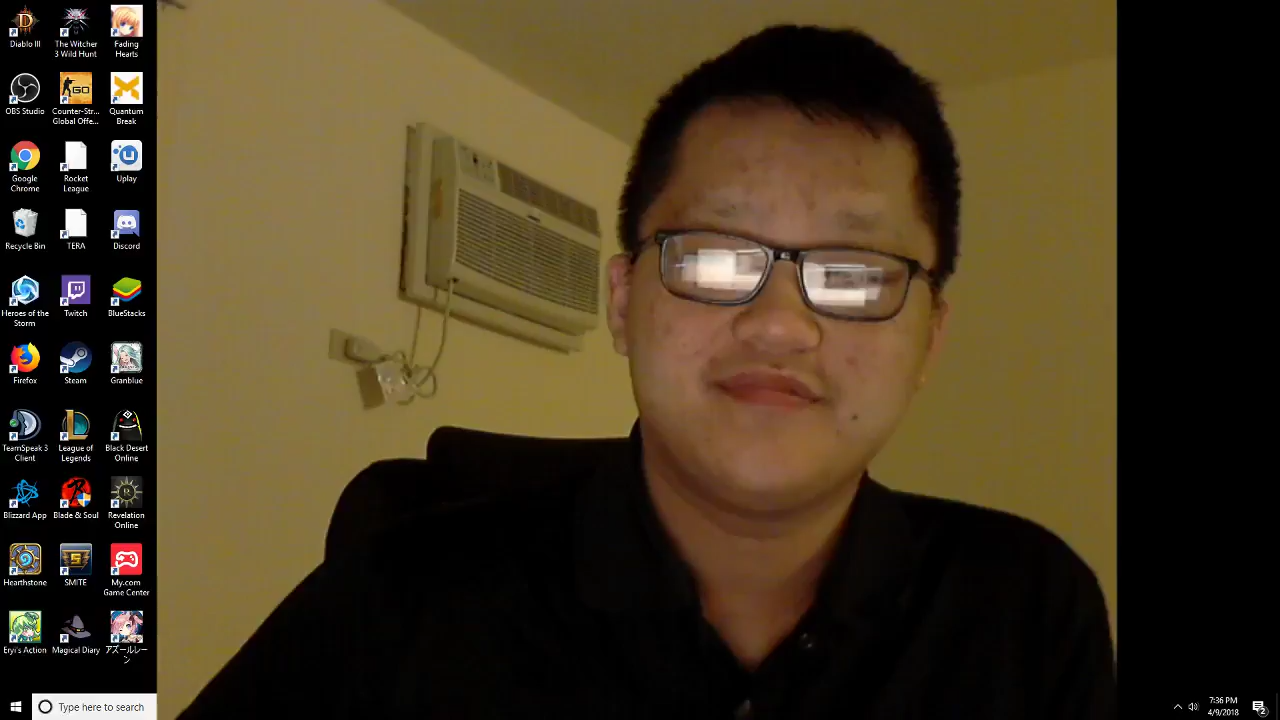 Diablo III
The Witcher
3 Wild Hunt
Fading
Hearts
OBS Studio
GO
Counter-Str...
Global Offe...
Quantum
Break
Google
Chrome
Rocket
League
Uplay
Recycle Bin
TERA
Discord
Heroes of the
Storm
Twitch
BlueStacks
Firefox
Steam
Granblue
TeamSpeak 3
Client
League of
Legends
Black Desert
Online
Blizzard App
Blade & Soul
Revelation
Online
Hearthstone
SMITE
My.com
Game Center
Eryi's Action
Magical Diary
アズールレー
ン
Type here to search
7:36 PM
4/9/2018
2